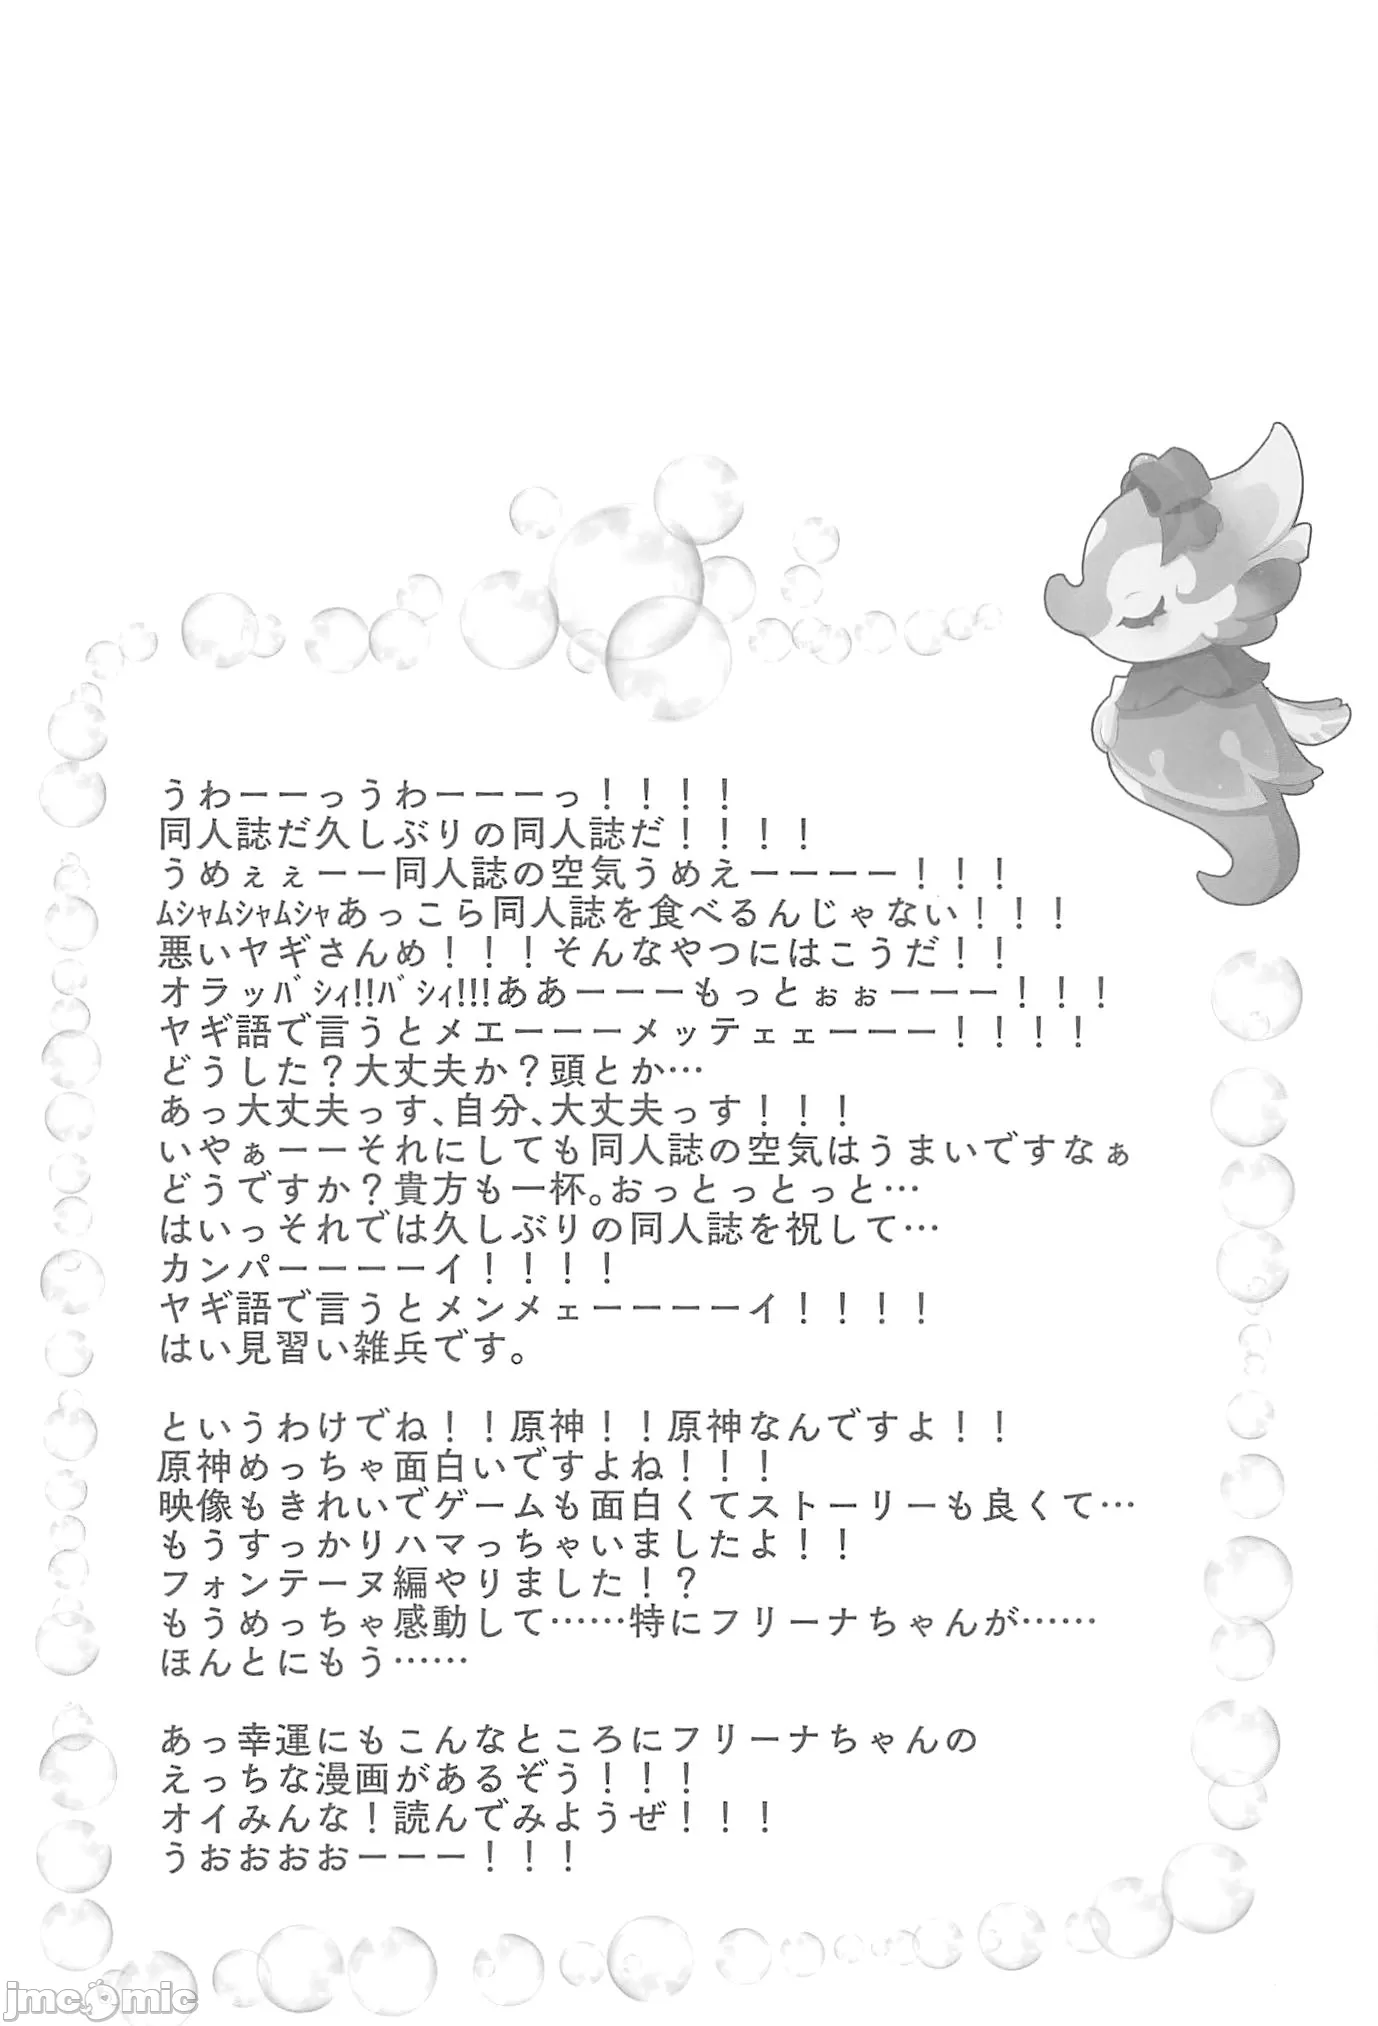 うわーーっうわーーーっ！！！！
同人誌だ久しぶりの同人誌だ！！！！
うめぇぇーー同人誌の空気うめえーーーー！！！
ﾑｼｬﾑｼｬﾑｼｬあっこら同人誌を食べるんじゃない！！！
悪いヤギさんめ！！！そんなやつにはこうだ！！
オラッﾊﾞｼｨ!!ﾊﾞｼｨ!!!ああーーーもっとぉぉーーー！！！
ヤギ語で言うとメエーーーメッテェェーーー！！！！
どうした？大丈夫か？頭とか…
あっ大丈夫っす、自分、大丈夫っす！！！
いやぁーーそれにしても同人誌の空気はうまいですなぁ
どうですか？貴方も一杯。おっとっとっと…
はいっそれでは久しぶりの同人誌を祝して…
カンパーーーーイ！！！！
ヤギ語で言うとメンメェーーーーイ！！！！
はい見習い雑兵です。
というわけでね！！原神！！原神なんですよ！！
原神めっちゃ面白いですよね！！！
映像もきれいでゲームも面白くてストーリーも良くて…
もうすっかりハマっちゃいましたよ！！
フォンテーヌ編やりました！？
もうめっちゃ感動して……特にフリーナちゃんが……
ほんとにもう……
あっ幸運にもこんなところにフリーナちゃんの
えっちな漫画があるぞう！！！
オイみんな！読んでみようぜ！！！
うおおおおーーー！！！
jmcomic